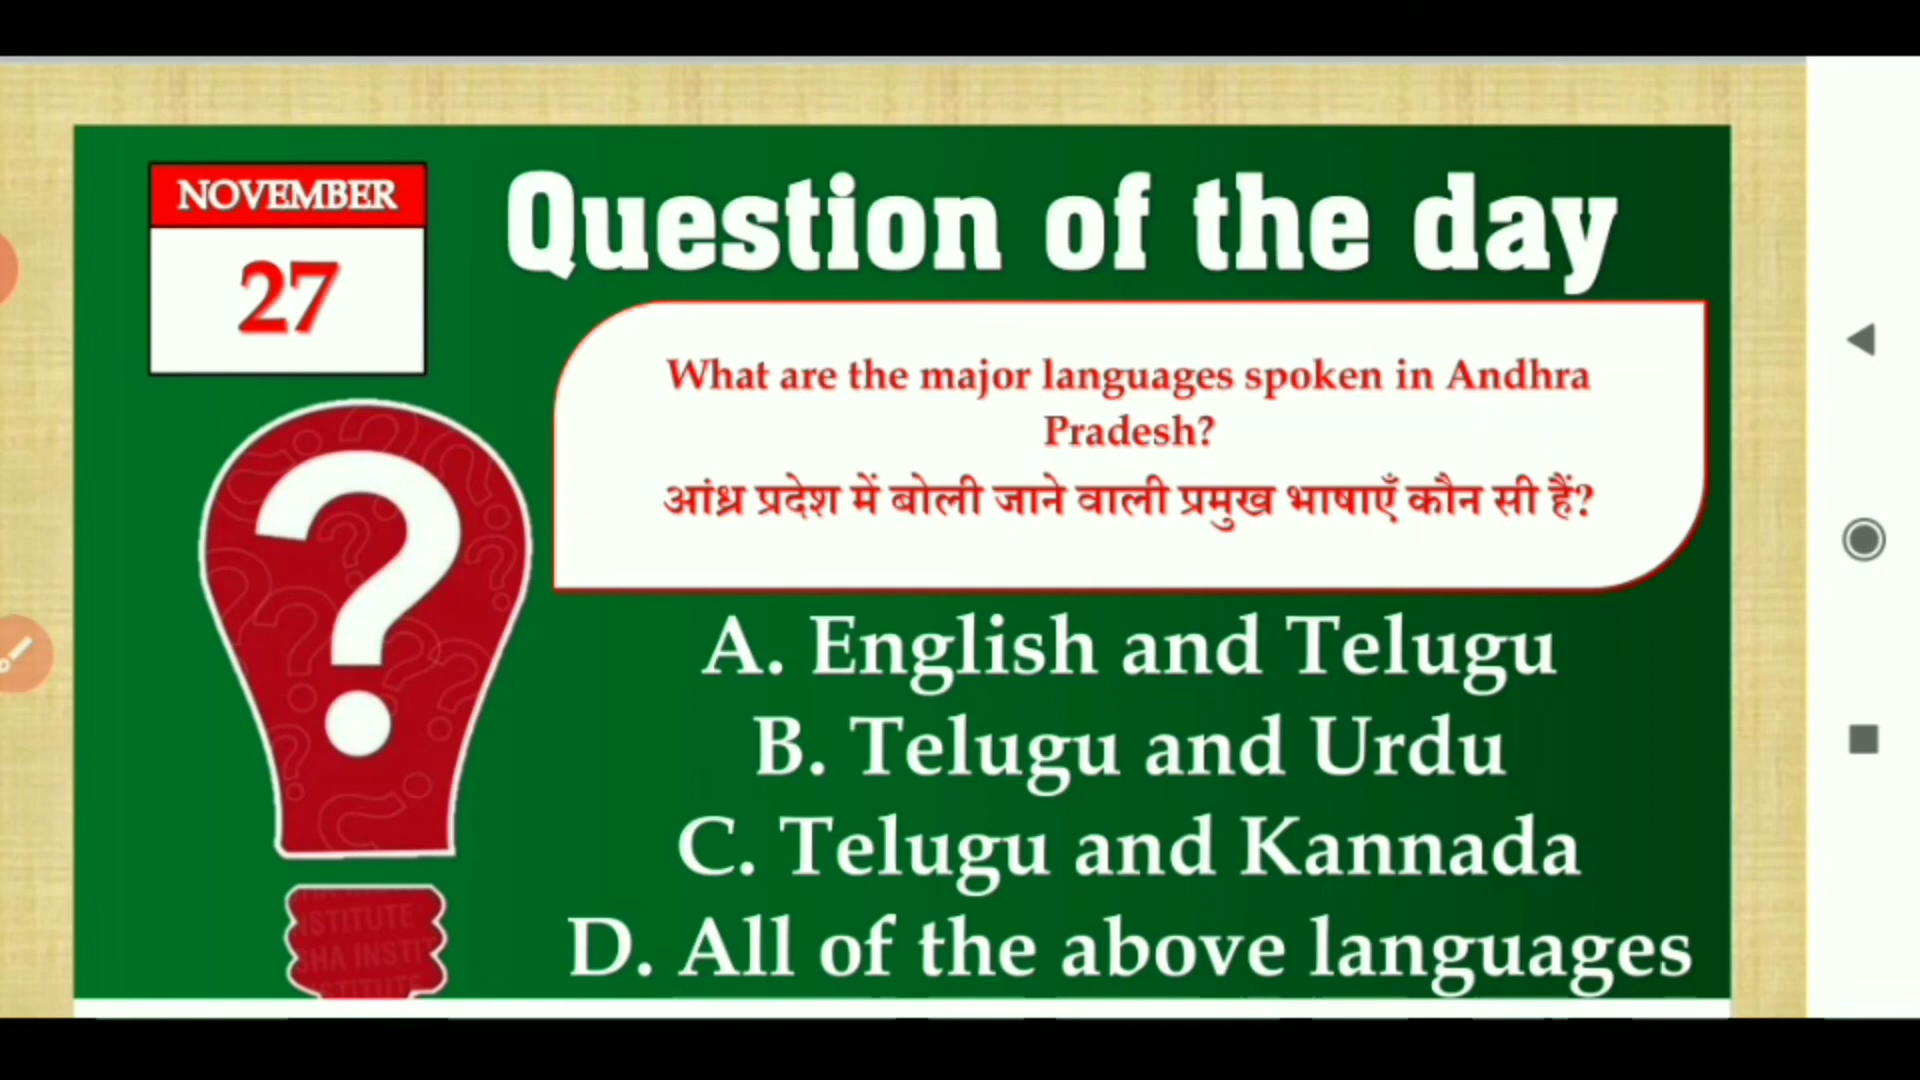 NOVEMBER
27
Question of the day
What are the major languages spoken in Andhra
Pradesh?
आंध्र प्रदेश में बोली जाने वाली प्रमुख भाषाएँ कौन सी हैं?
A. English and Telugu
B. Telugu and Urdu
C. Telugu and Kannada
D. All of the above languages